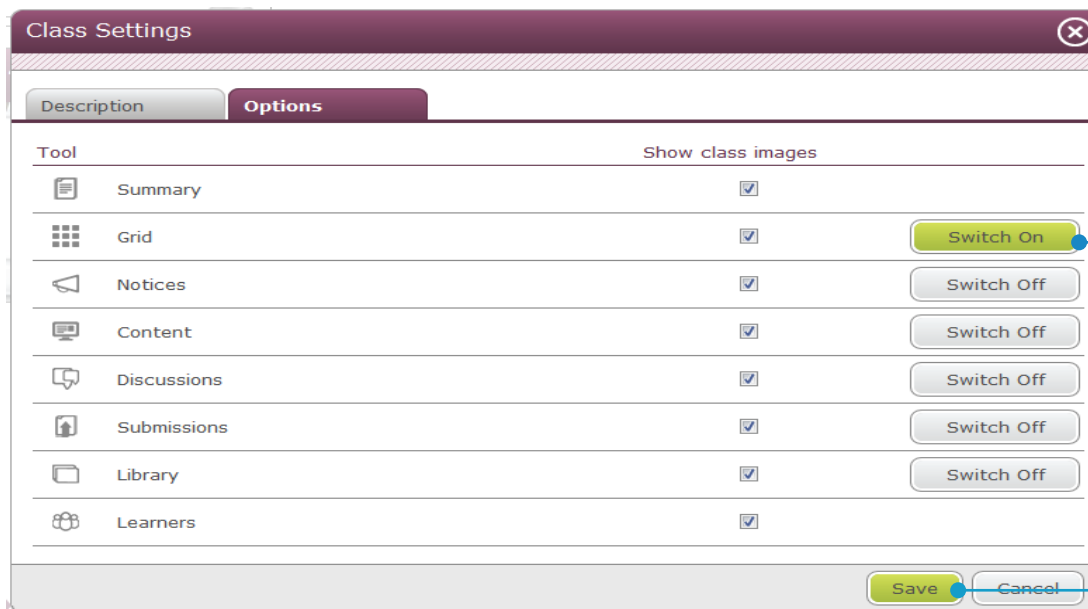 Class Settings
Description Options
Tool Show class images
Summary
Grid Switch On
Notices Switch Off
Content Switch Off
Discussions Switch Off
Submissions Switch Off
Library Switch Off
Learners
Save Cancel